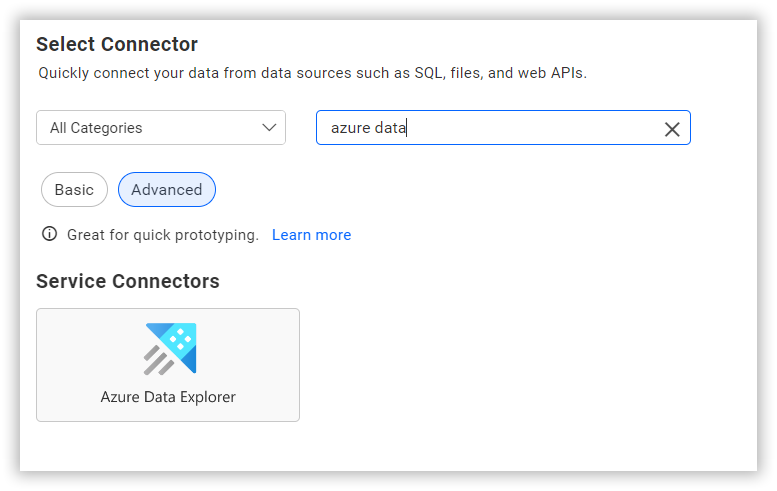 Select Connector
Quickly connect your data from data sources such as SQL, files, and web APIs.
All Categories
azure data
Basic
Advanced
Great for quick prototyping. Learn more
Service Connectors
Azure Data Explorer